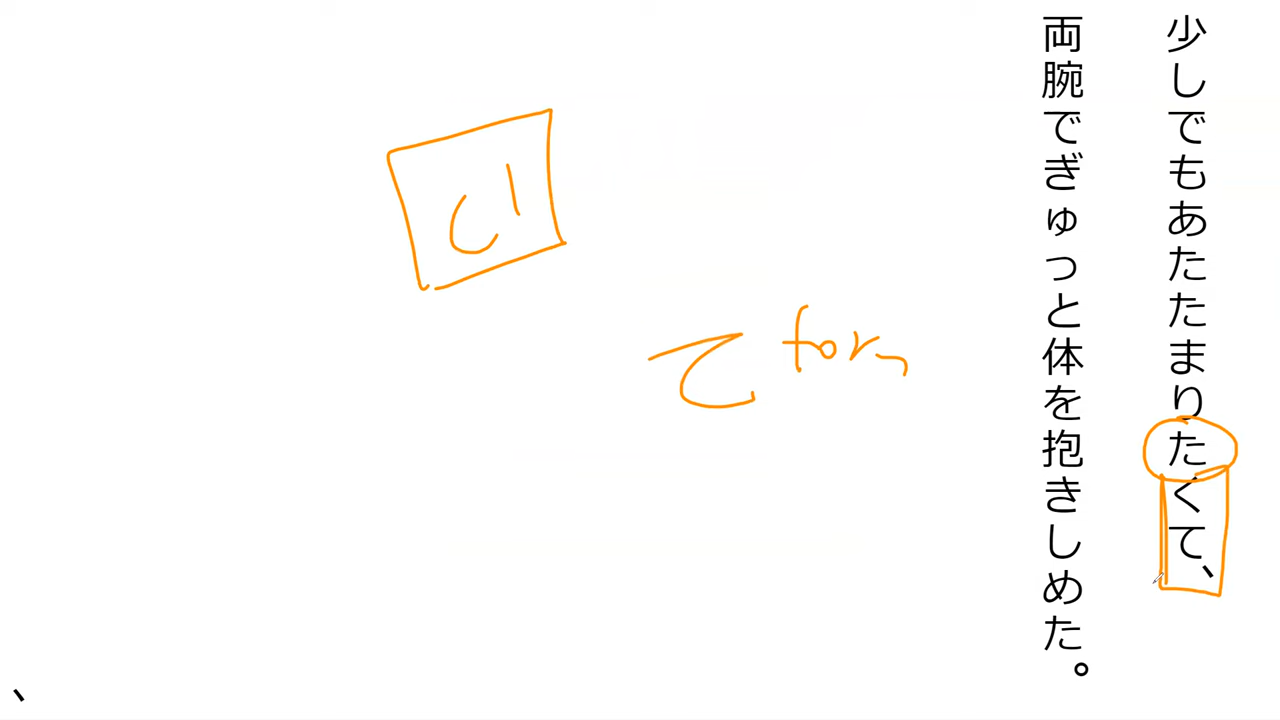 少しでもあたたまりたくて、
両腕でぎゅっと体を抱きしめた。
い
て form
、